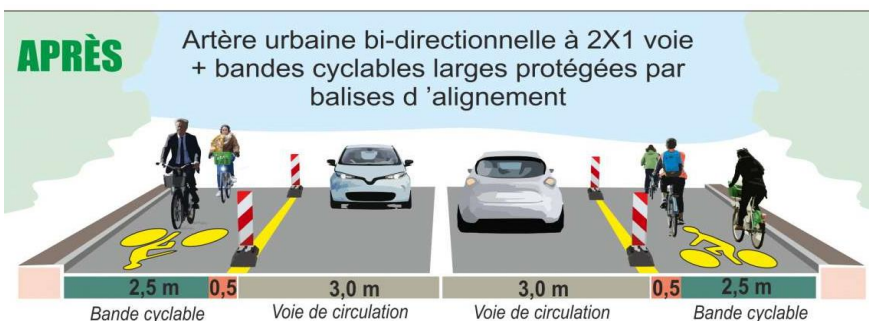 APRÈS
Artère urbaine bi-directionnelle à 2X1 voie
+ bandes cyclables larges protégées par
balises d ’alignement
2,5 m 0,5 3,0 m 3,0 m 0,5 2,5 m
Bande cyclable Voie de circulation Voie de circulation Bande cyclable